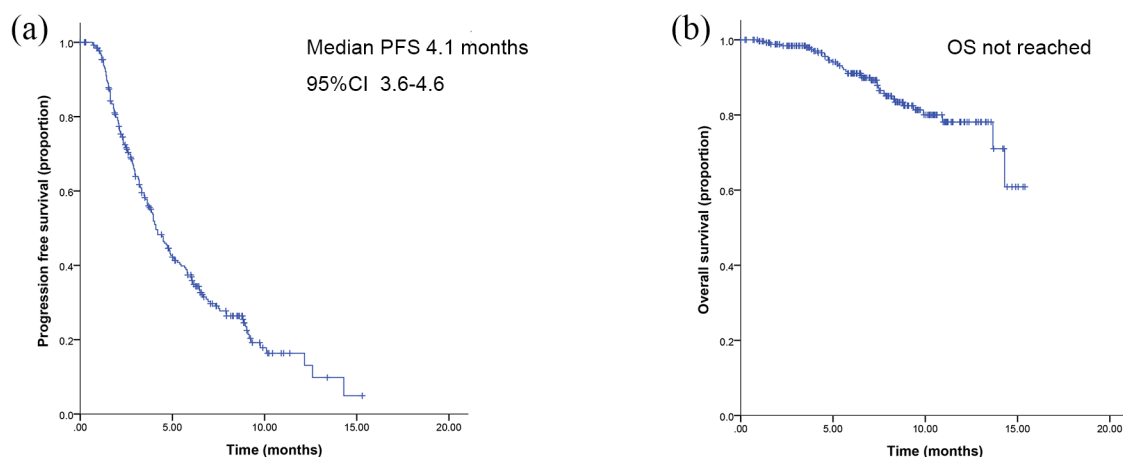 (a)
Median PFS 4.1 months
95%CI 3.6-4.6
Progression free survival (proportion)
1.0
0.8
0.6
0.4
0.2
0.0
.00 5.00 10.00 15.00 20.00
Time (months)
(b)
OS not reached
Overall survival (proportion)
1.0
0.8
0.6
0.4
0.2
0.0
.00 5.00 10.00 15.00 20.00
Time (months)